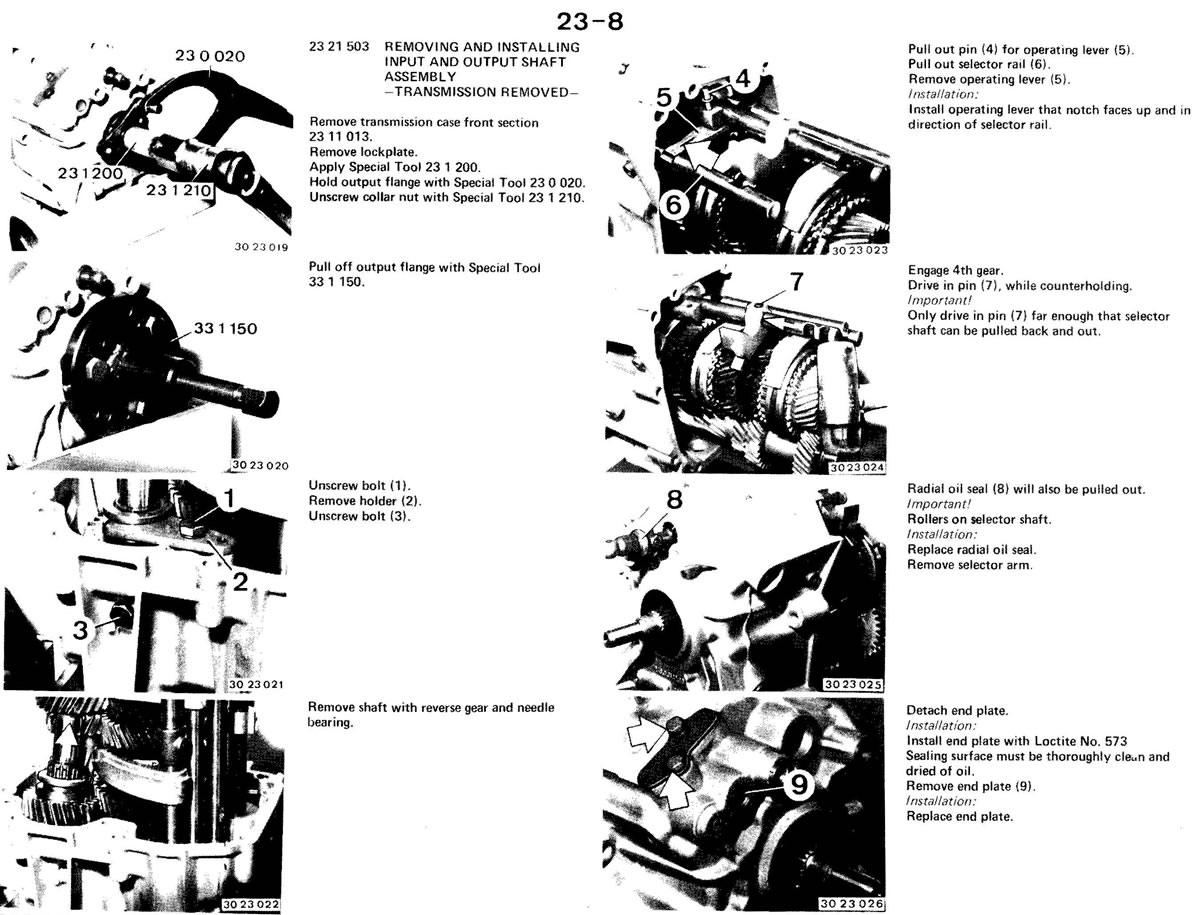 23-8
23 21 503 REMOVING AND INSTALLING
INPUT AND OUTPUT SHAFT
ASSEMBLY
—TRANSMISSION REMOVED—
Remove transmission case front section
23 11 013.
Remove lockplate.
Apply Special Tool 23 1 200.
Hold output flange with Special Tool 23 0 020.
Unscrew collar nut with Special Tool 23 1 210.
23 0 020
23 1 200
23 1 210
30 23 019
Pull off output flange with Special Tool
33 1 150.
33 1 150
30 23 020
Unscrew bolt (1).
Remove holder (2).
Unscrew bolt (3).
1
2
3
30 23 021
Remove shaft with reverse gear and needle
bearing.
30 23 022
Pull out pin (4) for operating lever (5).
Pull out selector rail (6).
Remove operating lever (5).
Installation:
Install operating lever that notch faces up and in
direction of selector rail.
4
5
6
30 23 023
Engage 4th gear.
Drive in pin (7), while counterholding.
Important!
Only drive in pin (7) far enough that selector
shaft can be pulled back and out.
7
30 23 024
Radial oil seal (8) will also be pulled out.
Important!
Rollers on selector shaft.
Installation:
Replace radial oil seal.
Remove selector arm.
8
30 23 025
Detach end plate.
Installation:
Install end plate with Loctite No. 573
Sealing surface must be thoroughly clean and
dried of oil.
Remove end plate (9).
Installation:
Replace end plate.
9
30 23 026